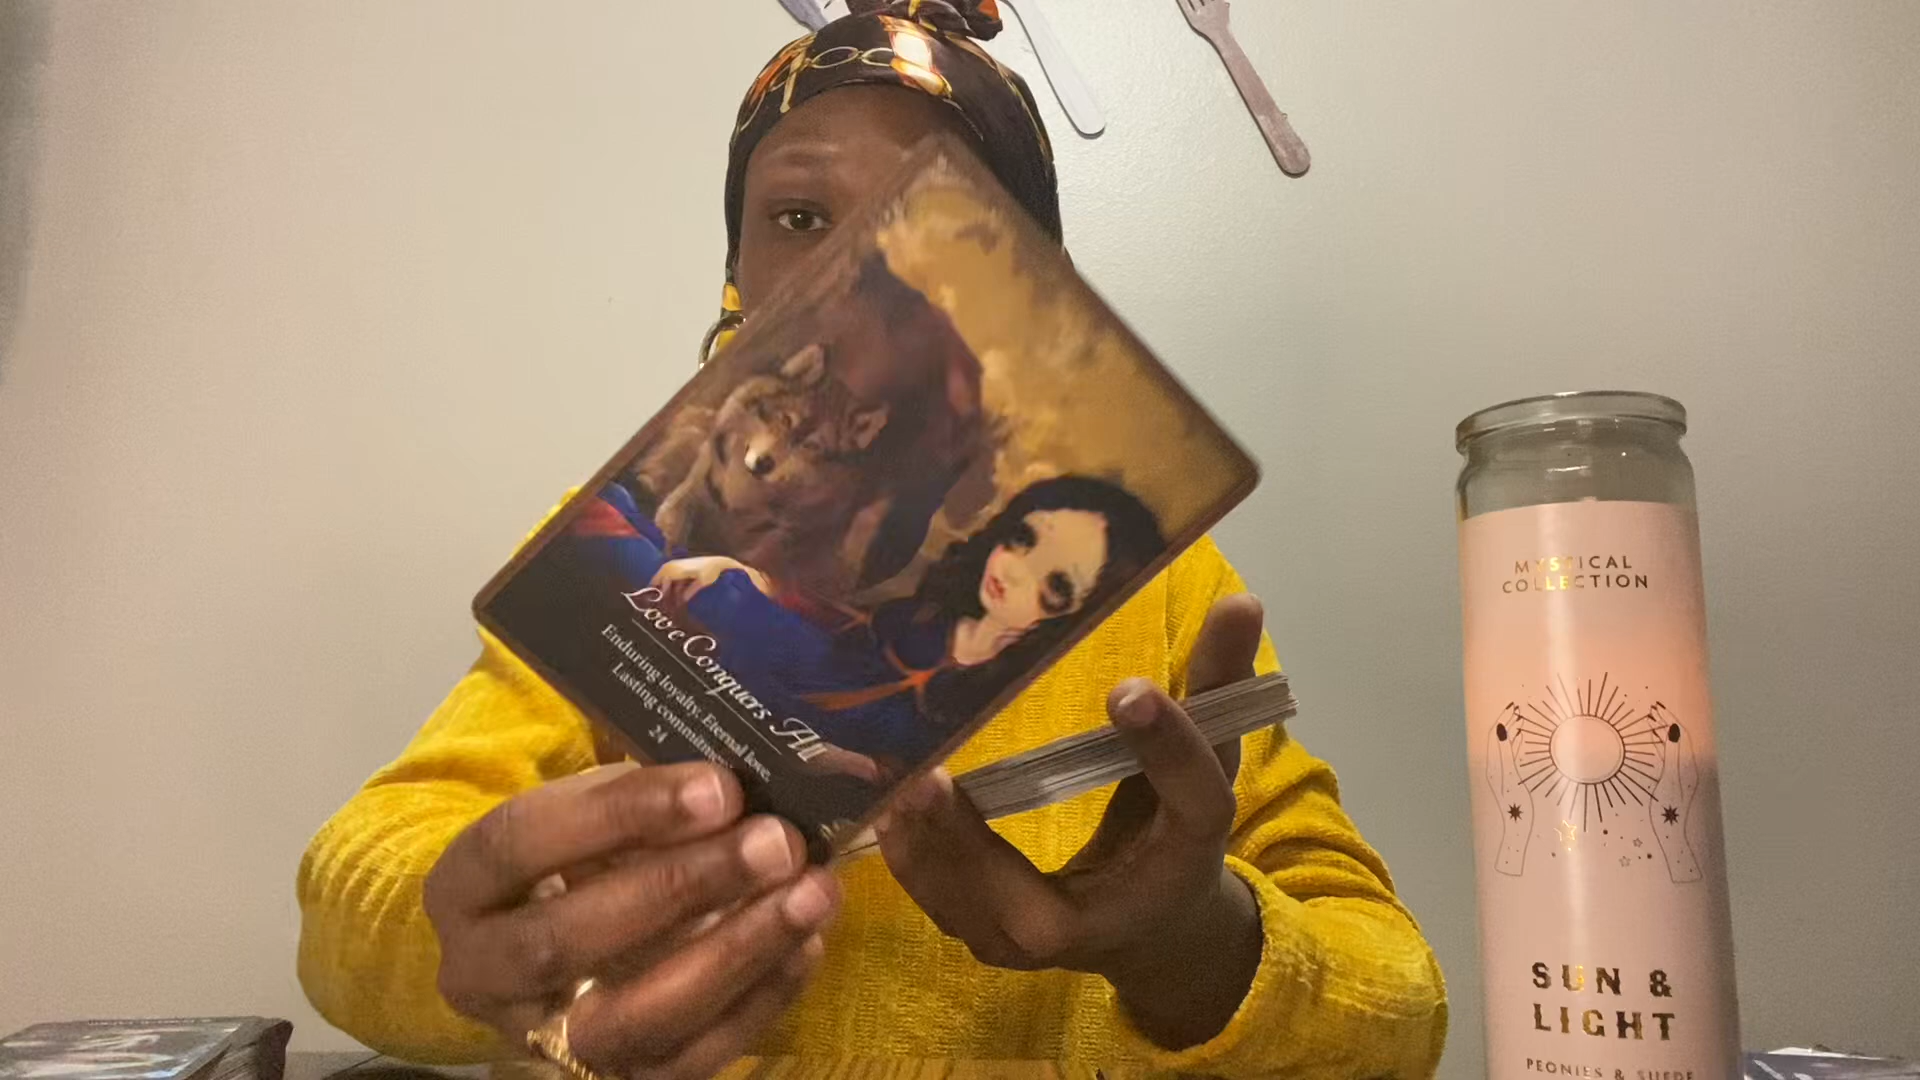 Love Conquers All
Enduring loyalty. Eternal love.
Lasting commitment
24
MYSTICAL
COLLECTION
SUN &
LIGHT
PEONIES & SUEDE